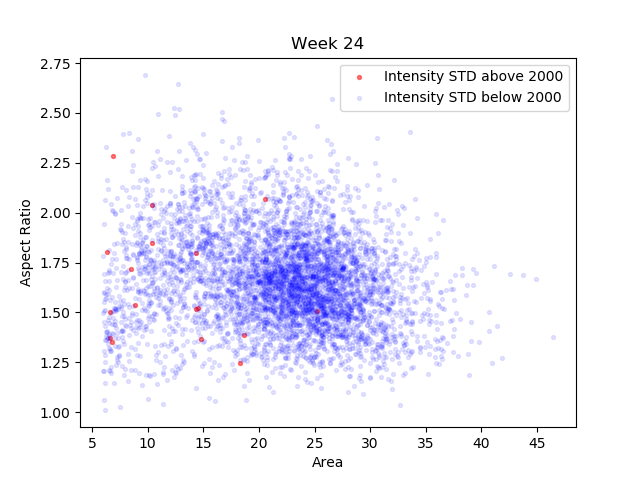 Week 24
Intensity STD above 2000
Intensity STD below 2000
2.75
2.50
2.25
2.00
1.75
1.50
1.25
1.00
Aspect Ratio
5 10 15 20 25 30 35 40 45
Area